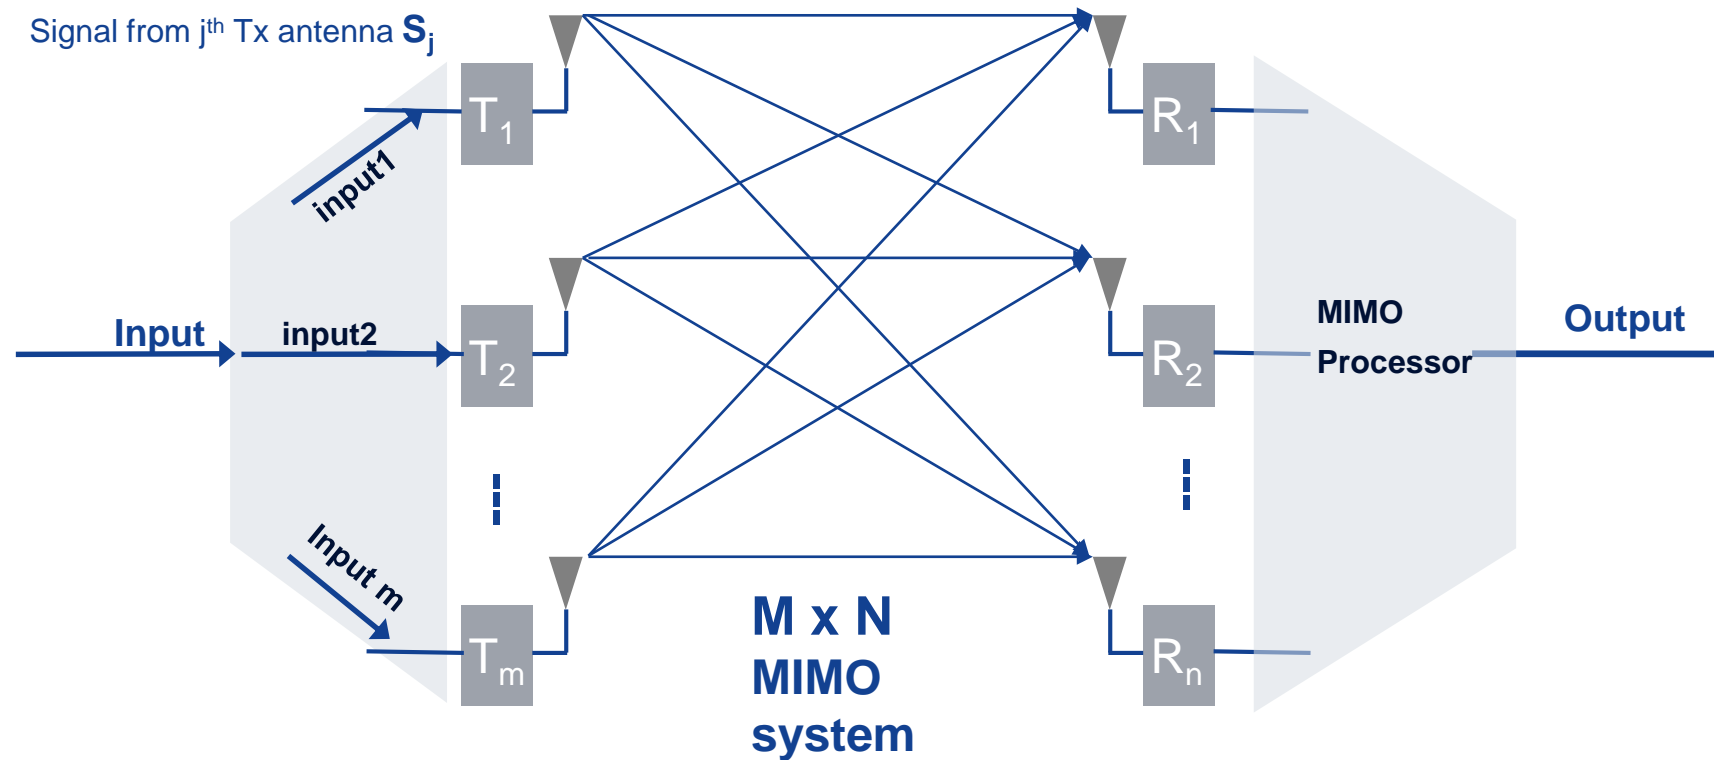 Signal from jth Tx antenna Sj
T1
R1
input1
Input
input2
T2
R2
MIMO
Processor
Output
Input m
Tm
Rn
M x N
MIMO
system